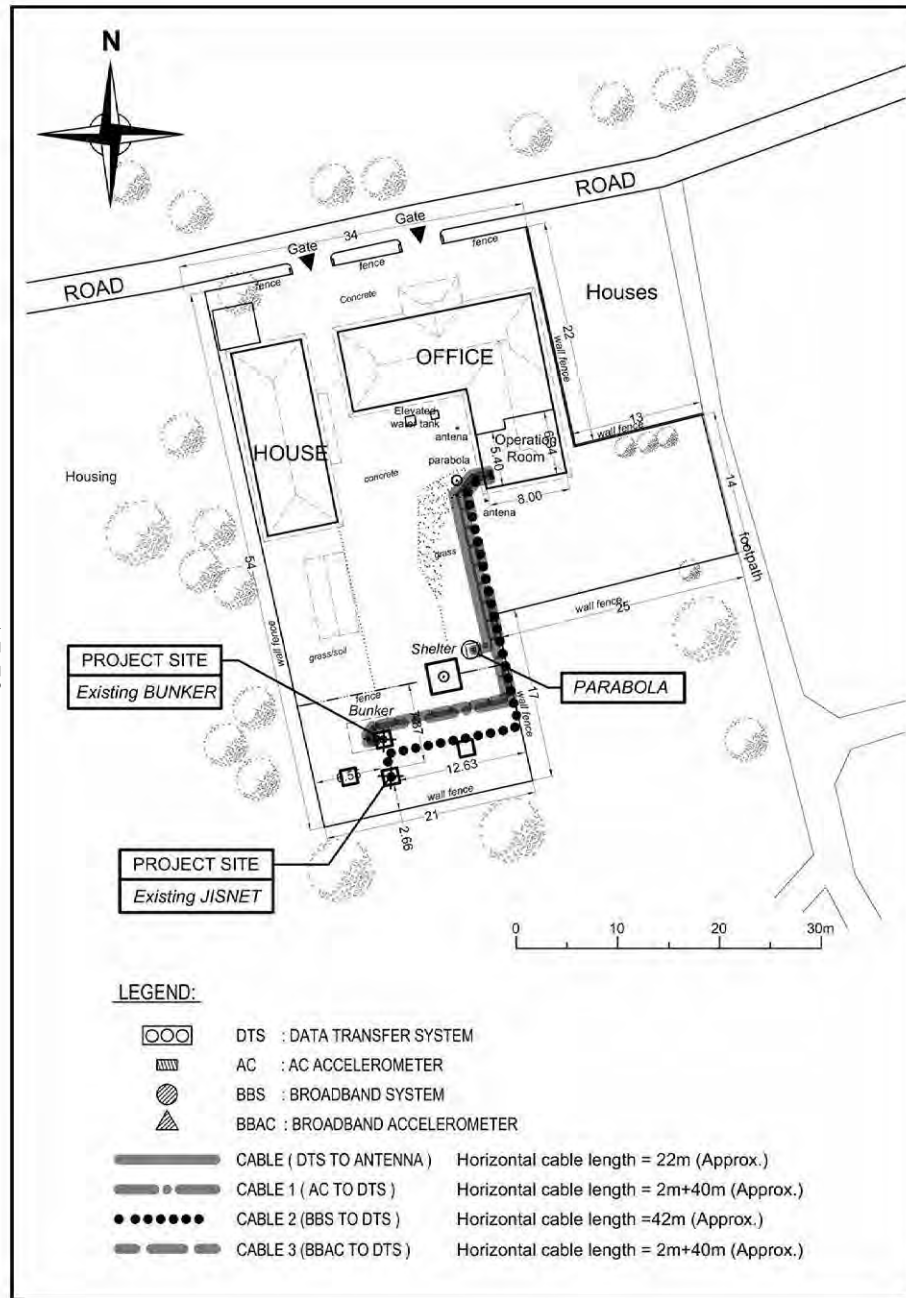 N
ROAD
Gate
34
Gate
fence
fence
fence
ROAD
Concrete
Houses
22
wall fence
OFFICE
13
wall fence
Elevated
water tank
antena
Operation
Room
5.40
6.84
HOUSE
parabola
concrete
8.00
antena
Housing
14
footpath
grass
54
wall fence
wall fence
25
grass/soil
Shelter
PROJECT SITE
Existing BUNKER
PARABOLA
fence
Bunker
17
wall fence
12.63
wall fence
21
2.66
PROJECT SITE
Existing JISNET
0 10 20 30m
LEGEND:
DTS : DATA TRANSFER SYSTEM
AC : AC ACCELEROMETER
BBS : BROADBAND SYSTEM
BBAC : BROADBAND ACCELEROMETER
CABLE ( DTS TO ANTENNA ) Horizontal cable length = 22m (Approx.)
CABLE 1 ( AC TO DTS ) Horizontal cable length = 2m+40m (Approx.)
CABLE 2 (BBS TO DTS ) Horizontal cable length =42m (Approx.)
CABLE 3 (BBAC TO DTS ) Horizontal cable length = 2m+40m (Approx.)